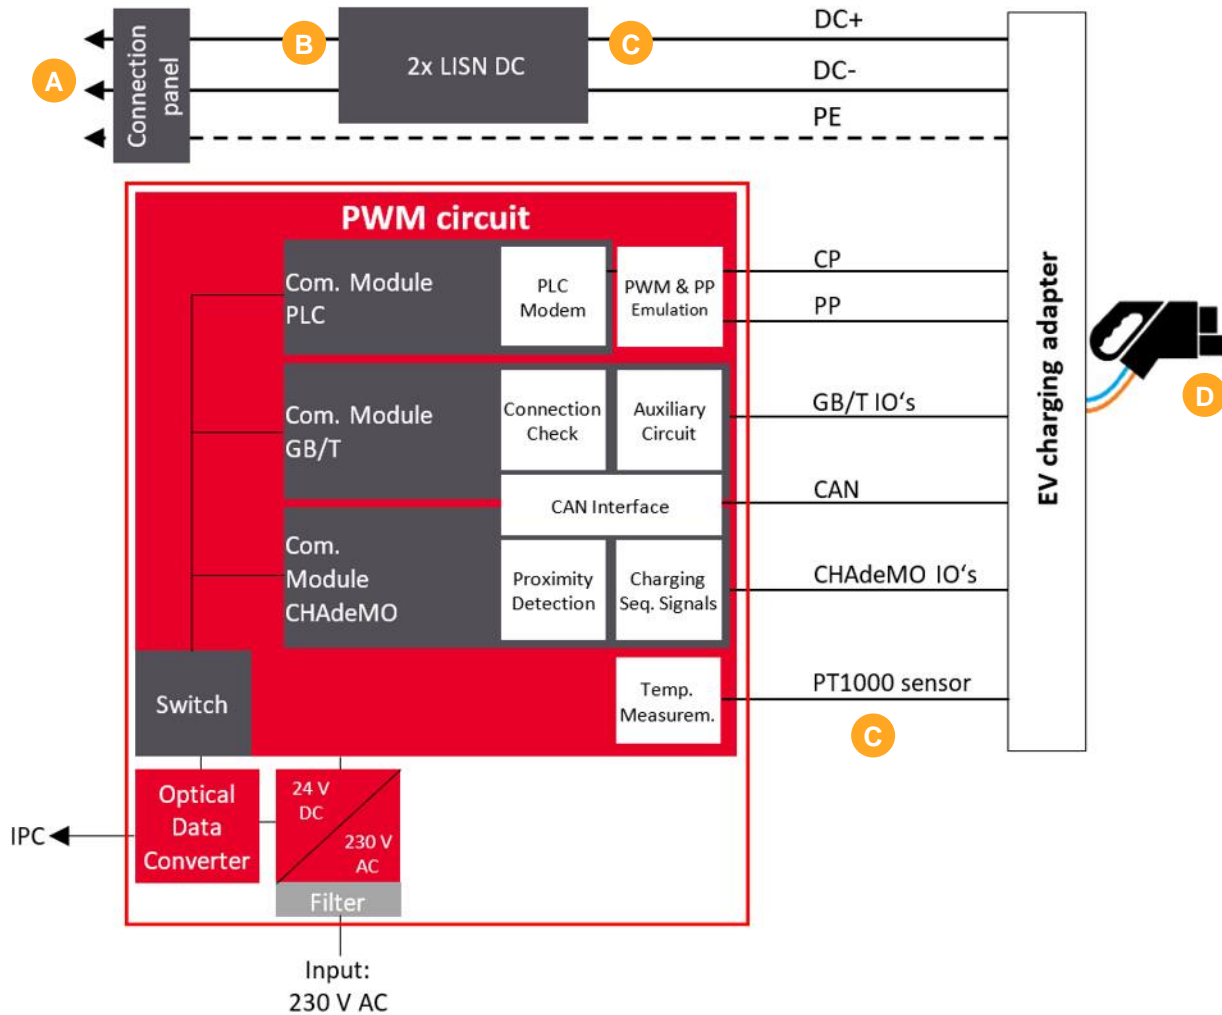 DC+
B
C
2x LISN DC
Connection
panel
A
DC-
PE
PWM circuit
CP
Com. Module
PLC
PLC
Modem
PWM & PP
Emulation
PP
EV charging adapter
D
Com. Module
GB/T
Connection
Check
Auxiliary
Circuit
GB/T IO‘s
CAN Interface
CAN
Com.
Module
CHAdeMO
Proximity
Detection
Charging
Seq. Signals
CHAdeMO IO‘s
Switch
Temp.
Measurem.
PT1000 sensor
C
Optical
Data
Converter
24 V
DC
230 V
AC
IPC
Filter
Input:
230 V AC